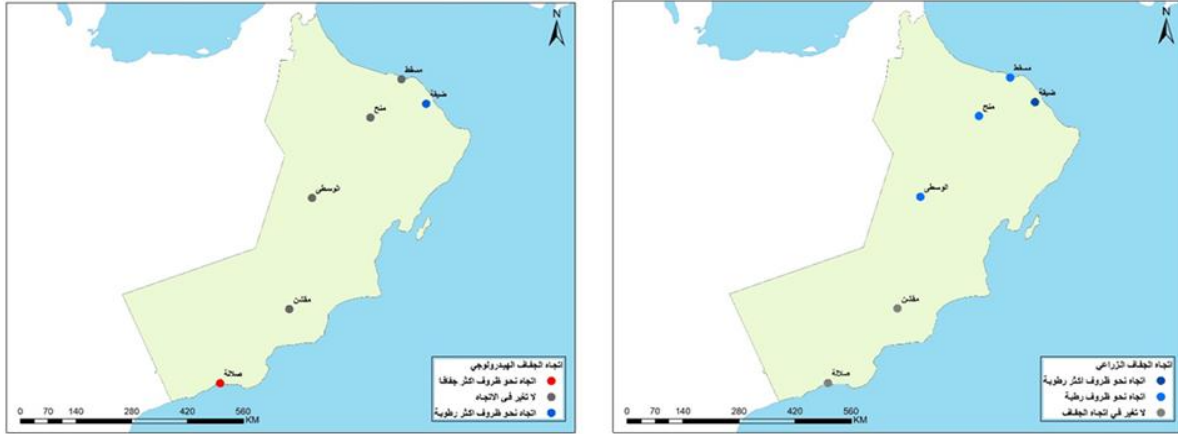 N
مسقط
ضيقة
منح
الوسطى
مقشن
صلالة
اتجاه الجفاف الهيدرولوجي
اتجاه نحو ظروف اكثر جفافا
لا تغير في الاتجاه
اتجاه نحو ظروف اكثر رطوبة
0 70 140 280 420 560
KM
N
مسقط
ضيقة
منح
الوسطى
مقشن
صلالة
اتجاه الجفاف الزراعي
اتجاه نحو ظروف اكثر رطوبة
اتجاه نحو ظروف رطبة
لا تغير في اتجاه الجفاف
0 70 140 280 420 560
KM